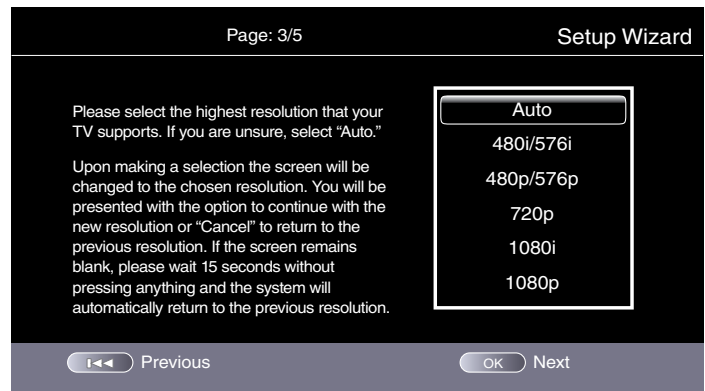 Page: 3/5
Setup Wizard
Please select the highest resolution that your
TV supports. If you are unsure, select “Auto.”
Upon making a selection the screen will be
changed to the chosen resolution. You will be
presented with the option to continue with the
new resolution or “Cancel” to return to the
previous resolution. If the screen remains
blank, please wait 15 seconds without
pressing anything and the system will
automatically return to the previous resolution.
Auto
480i/576i
480p/576p
720p
1080i
1080p
Previous
OK Next